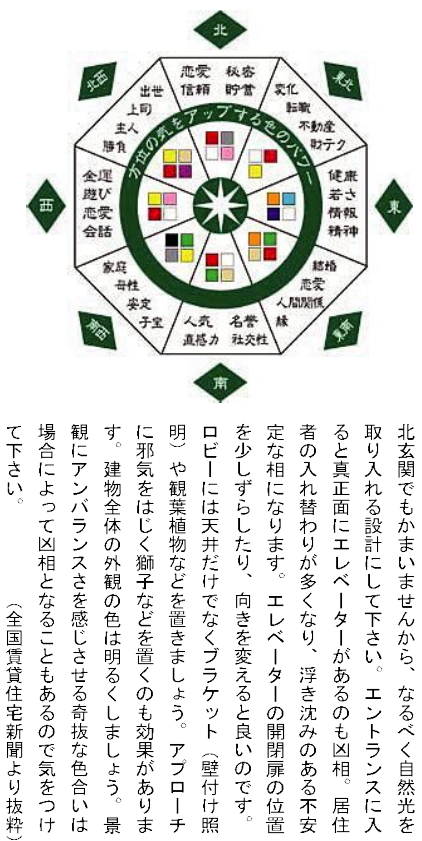 北
北西
東北
西
東
南西
東南
南
方位の気をアップする色のパワー
恋愛 秘密
信頼 貯蓄
変化
転職
不動産
財テク
健康
若さ
情報
精神
結婚
恋愛
人間関係
縁
人気 名誉
直感力 社交性
家庭
母性
安定
子宝
金運
遊び
恋愛
会話
出世
上司
主人
勝負
北玄関でもかまいませんから、なるべく自然光を
取り入れる設計にして下さい。エントランスに入
ると真正面にエレベーターがあるのも凶相。居住
者の入れ替わりが多くなり、浮き沈みのある不安
定な相になります。エレベーターの開閉扉の位置
を少しずらしたり、向きを変えると良いのです。
ロビーには天井だけでなくブラケット（壁付け照
明）や観葉植物などを置きましょう。アプローチ
に邪気をはじく獅子などを置くのも効果がありま
す。建物全体の外観の色は明るくしましょう。景
観にアンバランスさを感じさせる奇抜な色合いは
場合によって凶相となることもあるので気をつけ
て下さい。　　　　（全国賃貸住宅新聞より抜粋）